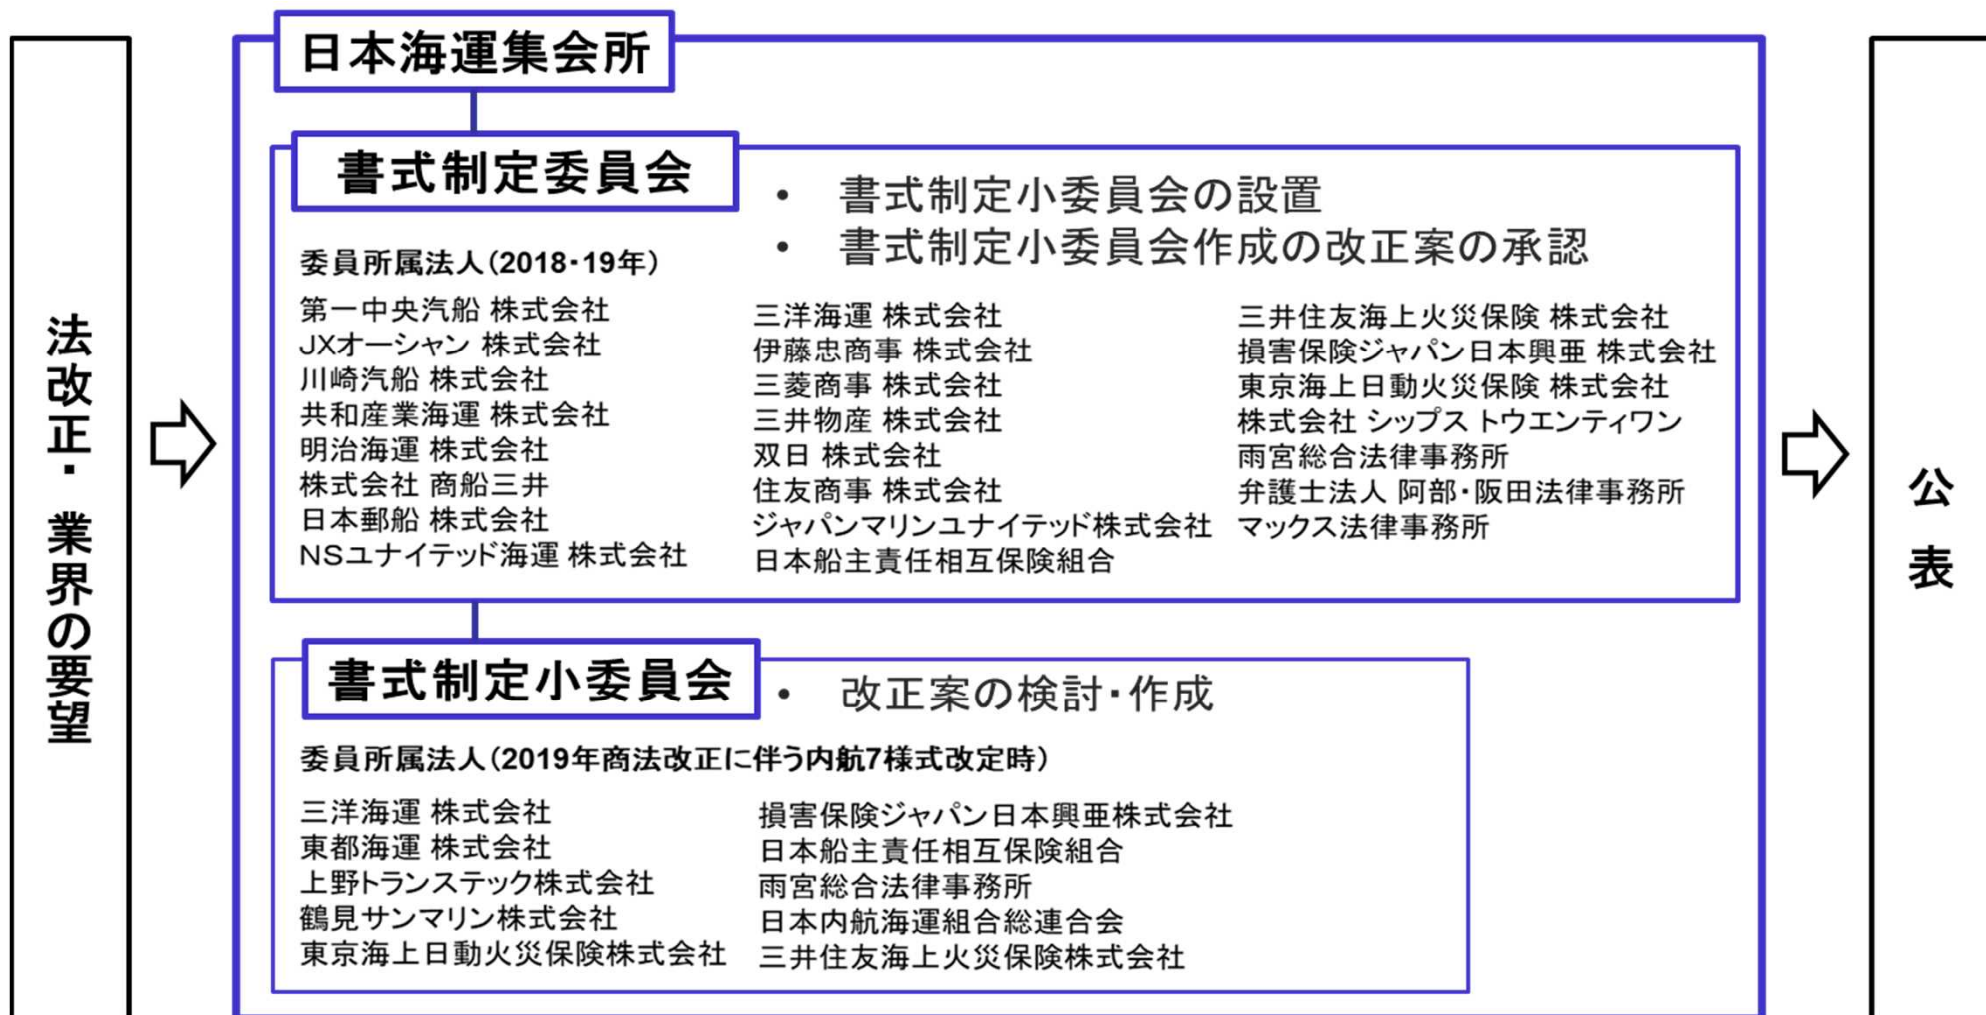 法改正・業界の要望
日本海運集会所
書式制定委員会
• 書式制定小委員会の設置
• 書式制定小委員会作成の改正案の承認
委員所属法人(2018・19年)
第一中央汽船 株式会社
JXオーシャン 株式会社
川崎汽船 株式会社
共和産業海運 株式会社
明治海運 株式会社
株式会社 商船三井
日本郵船 株式会社
NSユナイテッド海運 株式会社
三洋海運 株式会社
伊藤忠商事 株式会社
三菱商事 株式会社
三井物産 株式会社
双日 株式会社
住友商事 株式会社
ジャパンマリンユナイテッド株式会社
日本船主責任相互保険組合
三井住友海上火災保険 株式会社
損害保険ジャパン日本興亜 株式会社
東京海上日動火災保険 株式会社
株式会社 シップス トウエンティワン
雨宮総合法律事務所
弁護士法人 阿部・阪田法律事務所
マックス法律事務所
書式制定小委員会
• 改正案の検討・作成
委員所属法人(2019年商法改正に伴う内航7様式改定時)
三洋海運 株式会社
東都海運 株式会社
上野トランステック株式会社
鶴見サンマリン株式会社
東京海上日動火災保険株式会社
損害保険ジャパン日本興亜株式会社
日本船主責任相互保険組合
雨宮総合法律事務所
日本内航海運組合総連合会
三井住友海上火災保険株式会社
公表